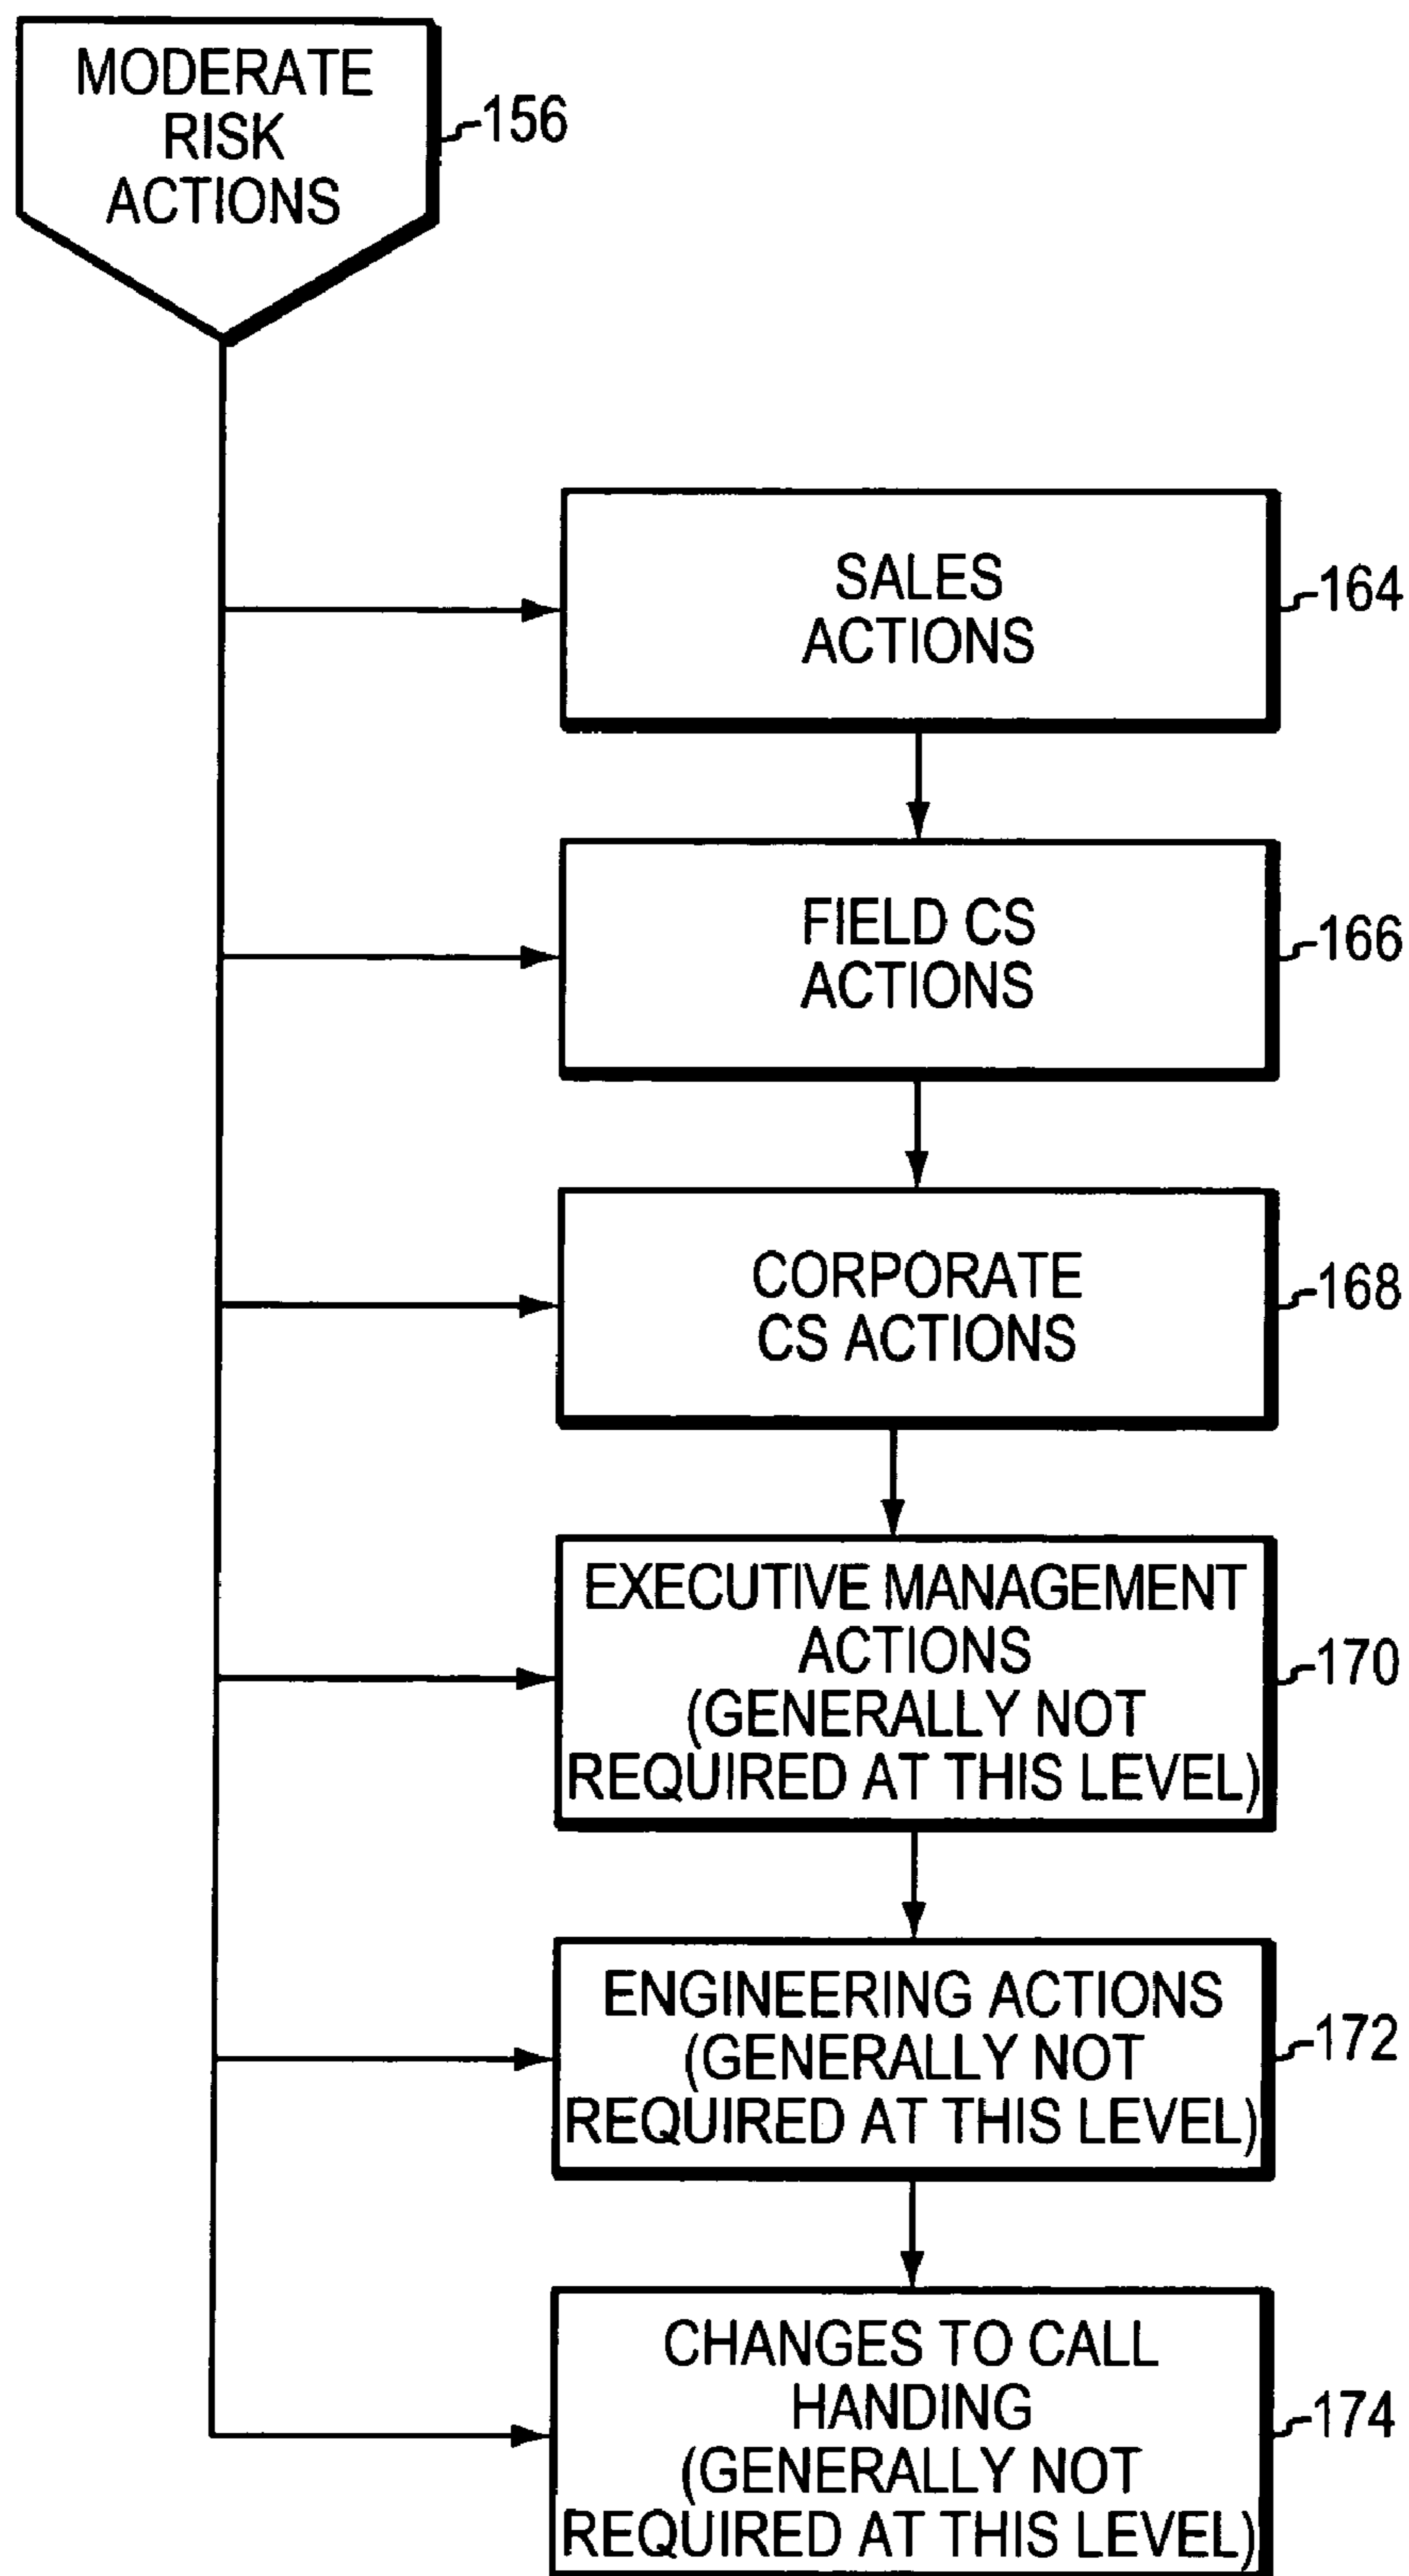 MODERATE
RISK
ACTIONS
156
SALES
ACTIONS
164
FIELD CS
ACTIONS
166
CORPORATE
CS ACTIONS
168
EXECUTIVE MANAGEMENT
ACTIONS
(GENERALLY NOT
REQUIRED AT THIS LEVEL)
170
ENGINEERING ACTIONS
(GENERALLY NOT
REQUIRED AT THIS LEVEL)
172
CHANGES TO CALL
HANDING
(GENERALLY NOT
REQUIRED AT THIS LEVEL)
174